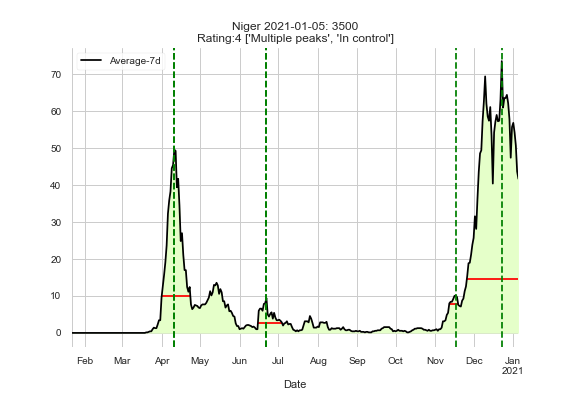 Niger 2021-01-05: 3500
Rating:4 ['Multiple peaks', 'In control']
Average-7d
70
60
50
40
30
20
10
0
Feb Mar Apr May Jun Jul Aug Sep Oct Nov Dec Jan
2021
Date